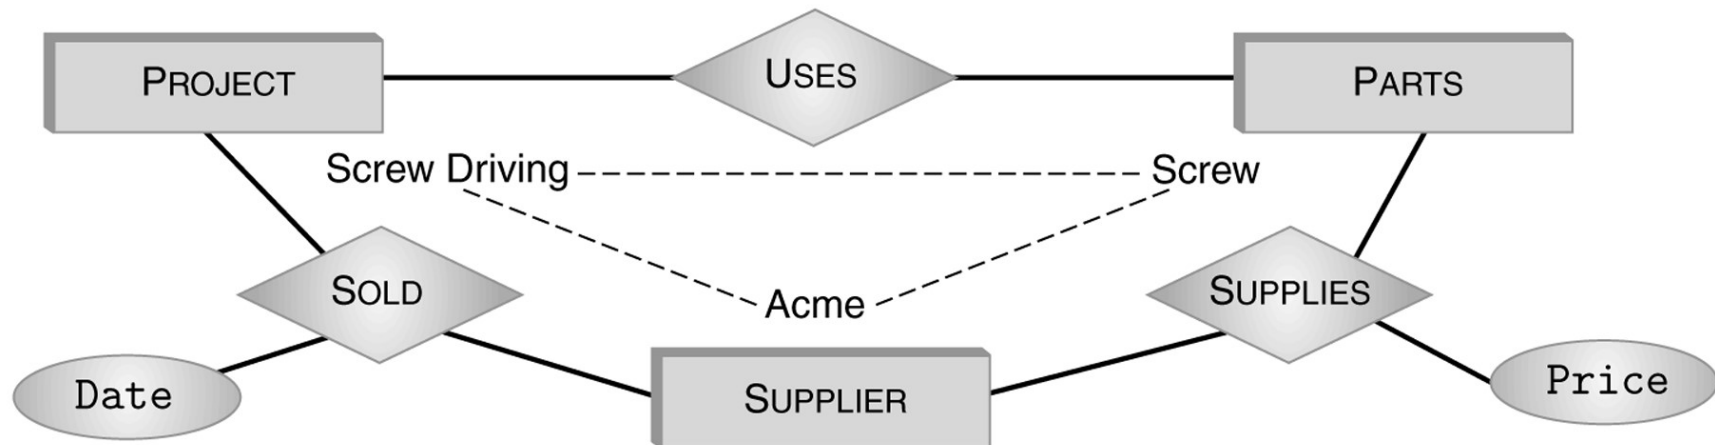 PROJECT
USES
PARTS
Screw Driving
Screw
SOLD
Acme
SUPPLIES
Date
SUPPLIER
Price